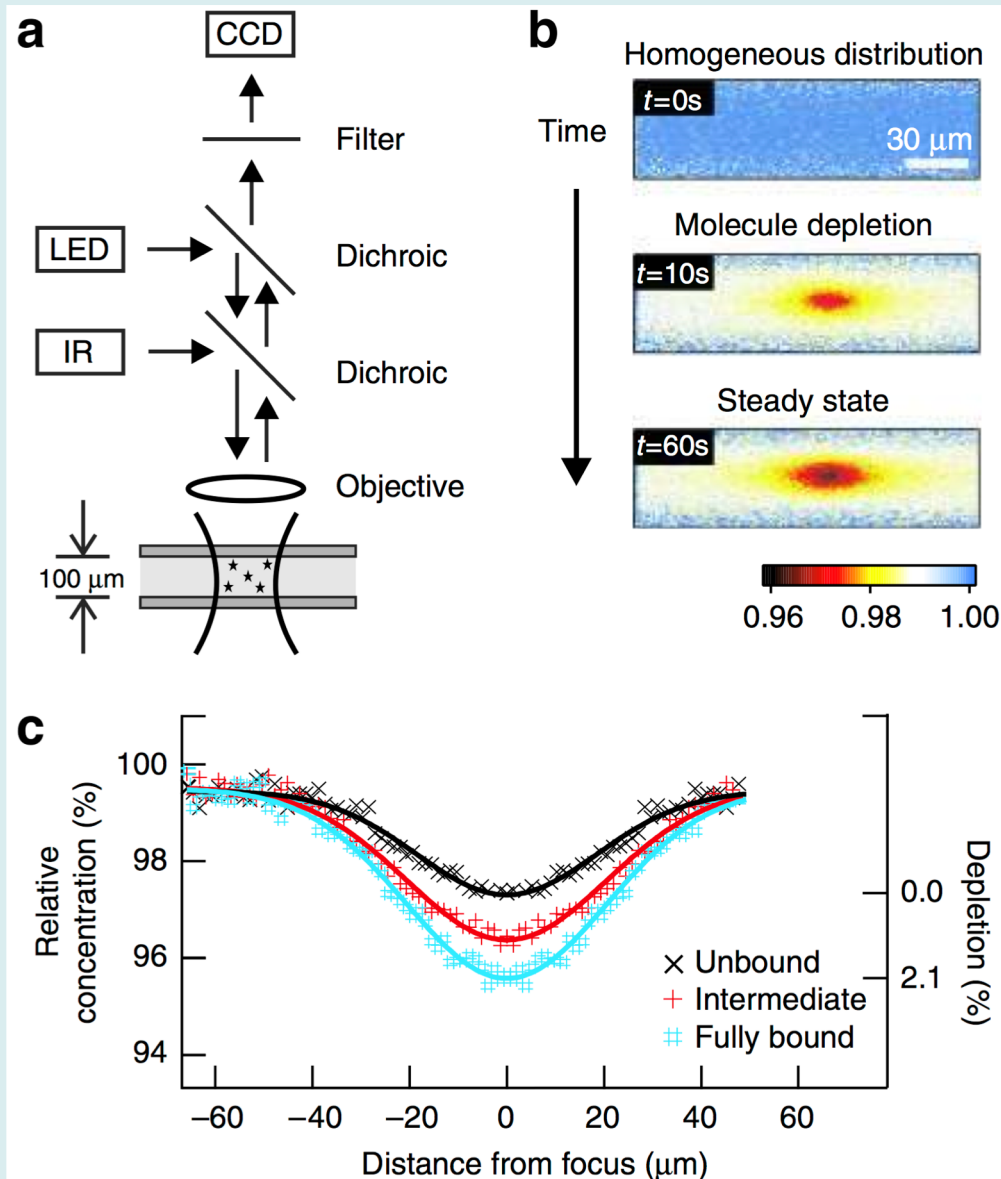 a
CCD
Filter
LED
Dichroic
IR
Dichroic
Objective
100 μm
b
Homogeneous distribution
t=0s
30 μm
Time
Molecule depletion
t=10s
Steady state
t=60s
0.96 0.98 1.00
c
Relative
concentration (%)
100
98
96
94
Depletion (%)
0.0
2.1
Unbound
Intermediate
Fully bound
−60 −40 −20 0 20 40 60
Distance from focus (μm)